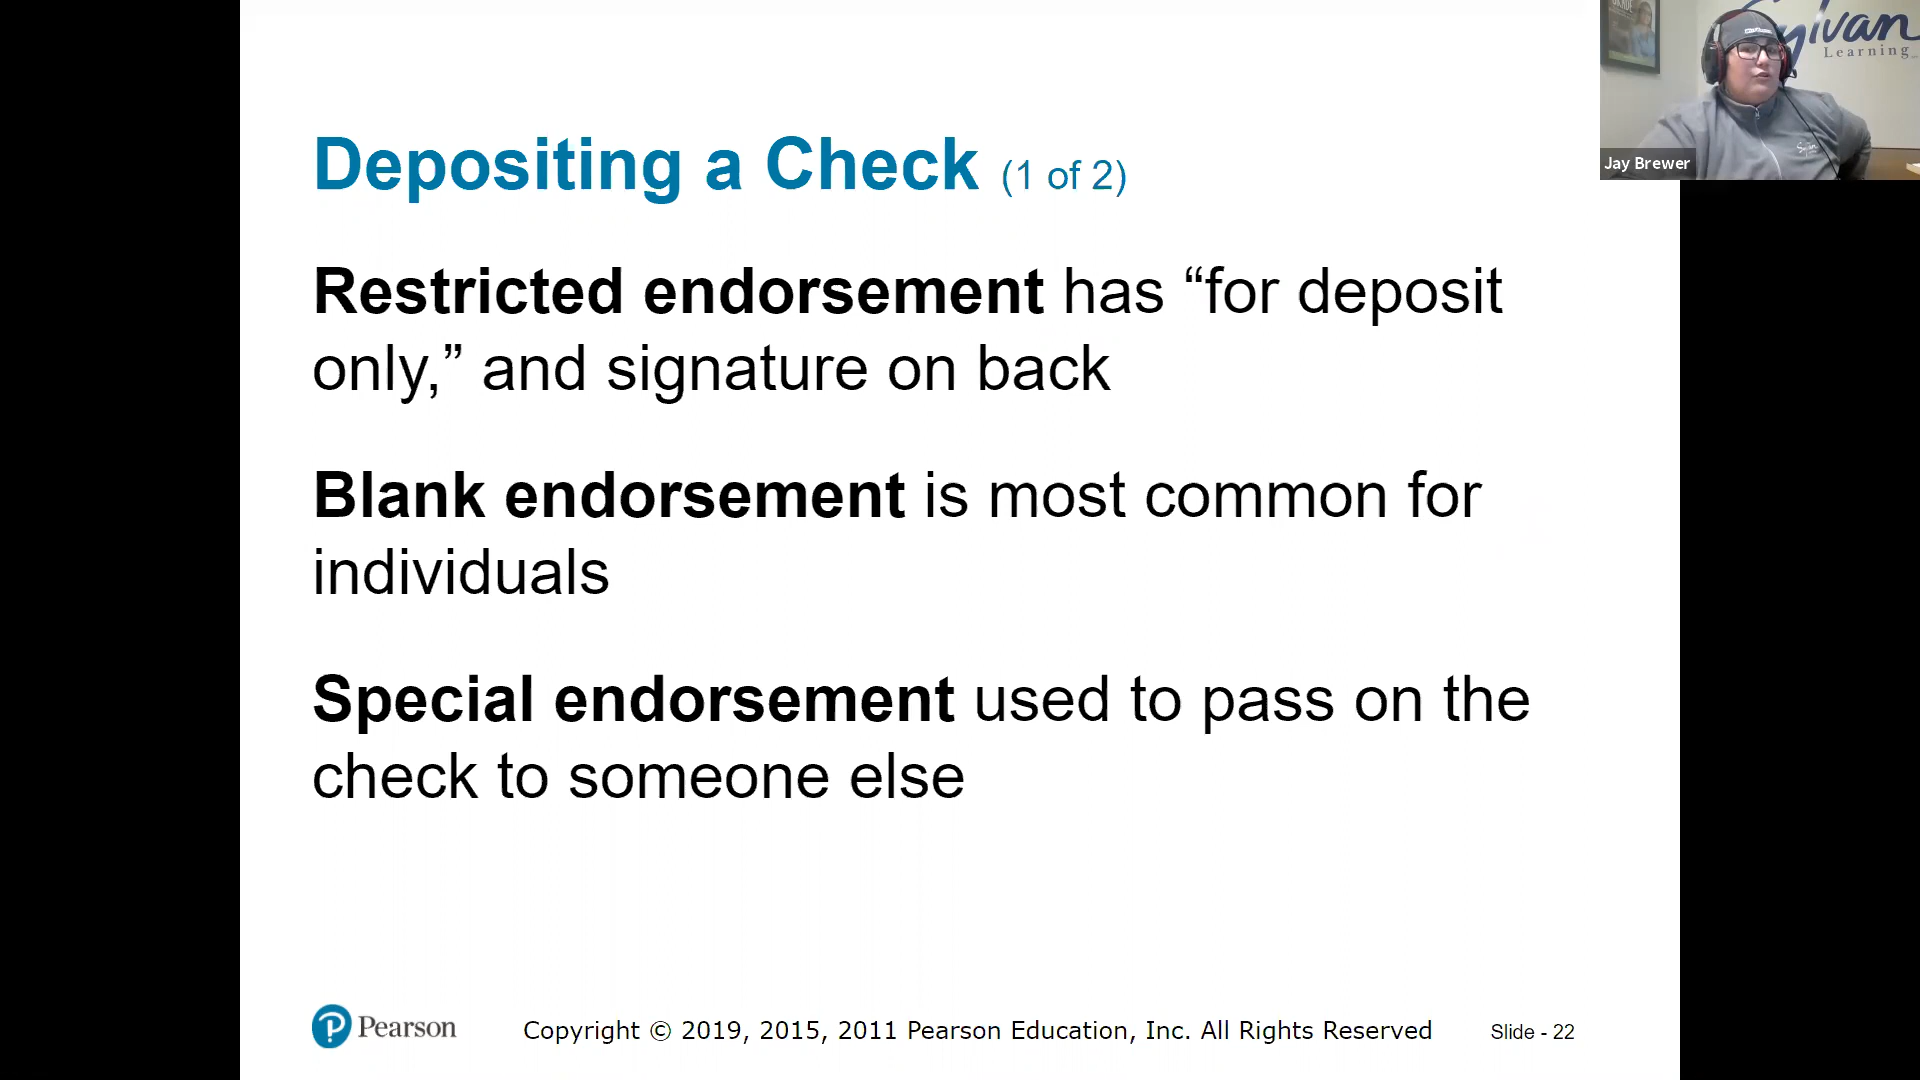 Depositing a Check (1 of 2)
Restricted endorsement has “for deposit
only,” and signature on back
Blank endorsement is most common for
individuals
Special endorsement used to pass on the
check to someone else
Pearson
Copyright © 2019, 2015, 2011 Pearson Education, Inc. All Rights Reserved
Slide - 22
Sylvan
Learning
Jay Brewer